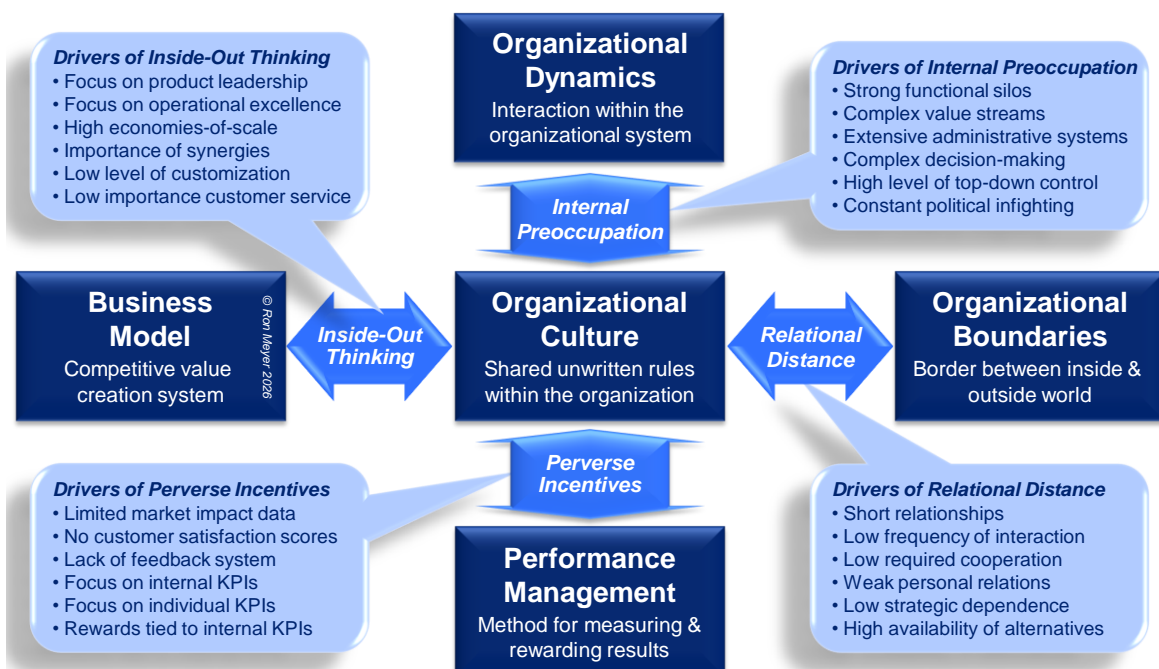 Drivers of Inside-Out Thinking
• Focus on product leadership
• Focus on operational excellence
• High economies-of-scale
• Importance of synergies
• Low level of customization
• Low importance customer service
Organizational
Dynamics
Interaction within the
organizational system
Drivers of Internal Preoccupation
• Strong functional silos
• Complex value streams
• Extensive administrative systems
• Complex decision-making
• High level of top-down control
• Constant political infighting
Internal
Preoccupation
Business
Model
Competitive value
creation system
© Ron Meyer 2026
Inside-Out
Thinking
Organizational
Culture
Shared unwritten rules
within the organization
Relational
Distance
Organizational
Boundaries
Border between inside &
outside world
Perverse
Incentives
Drivers of Perverse Incentives
• Limited market impact data
• No customer satisfaction scores
• Lack of feedback system
• Focus on internal KPIs
• Focus on individual KPIs
• Rewards tied to internal KPIs
Performance
Management
Method for measuring &
rewarding results
Drivers of Relational Distance
• Short relationships
• Low frequency of interaction
• Low required cooperation
• Weak personal relations
• Low strategic dependence
• High availability of alternatives